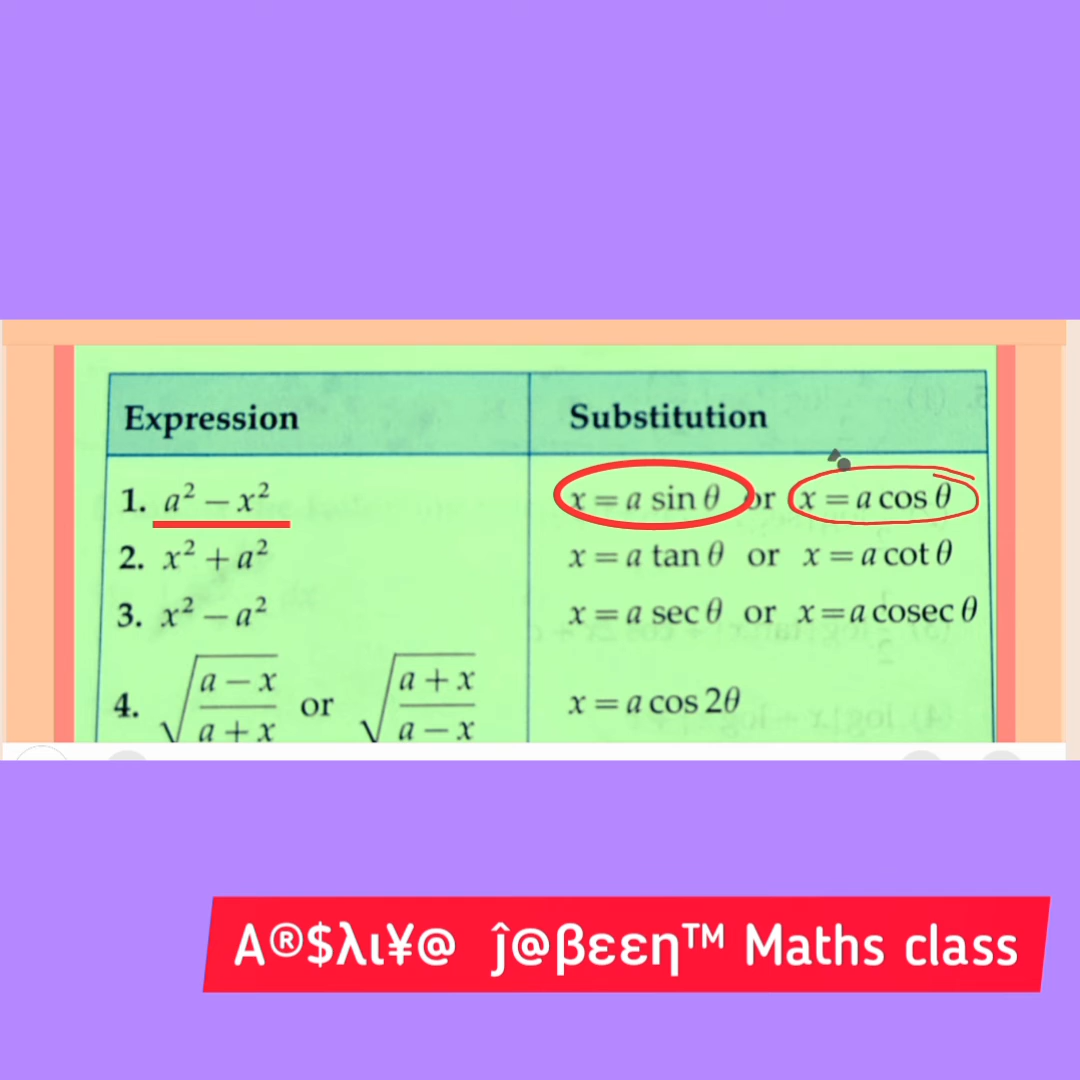 Expression Substitution
1. a² − x² x = a sin θ or x = a cos θ
2. x² + a² x = a tan θ or x = a cot θ
3. x² − a² x = a sec θ or x = a cosec θ
4. √((a − x)/(a + x)) or √((a + x)/(a − x)) x = a cos 2θ
A®$λι¥@ ĵ@βεεη™ Maths class